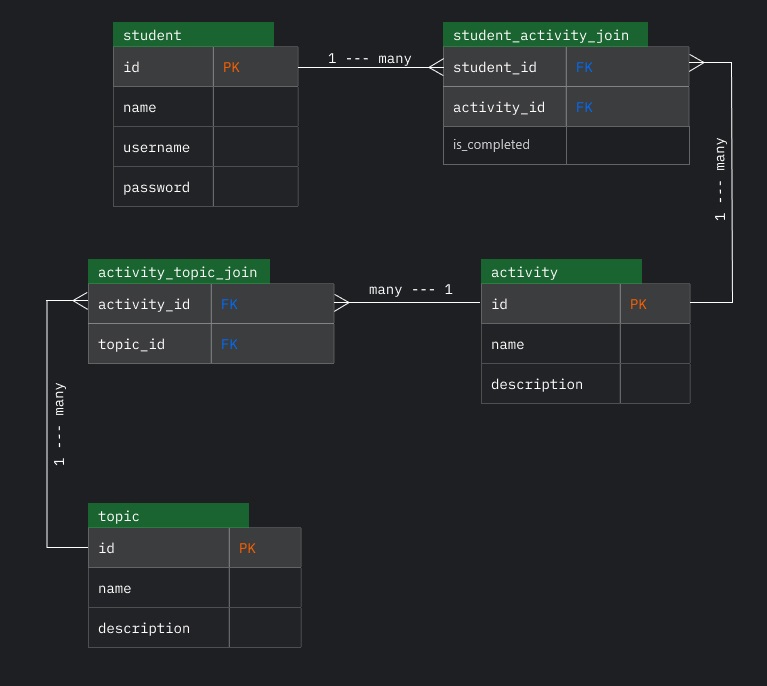 student
id PK
name
username
password
1 --- many
student_activity_join
student_id FK
activity_id FK
is_completed
1 --- many
activity_topic_join
activity_id FK
topic_id FK
many --- 1
activity
id PK
name
description
1 --- many
topic
id PK
name
description